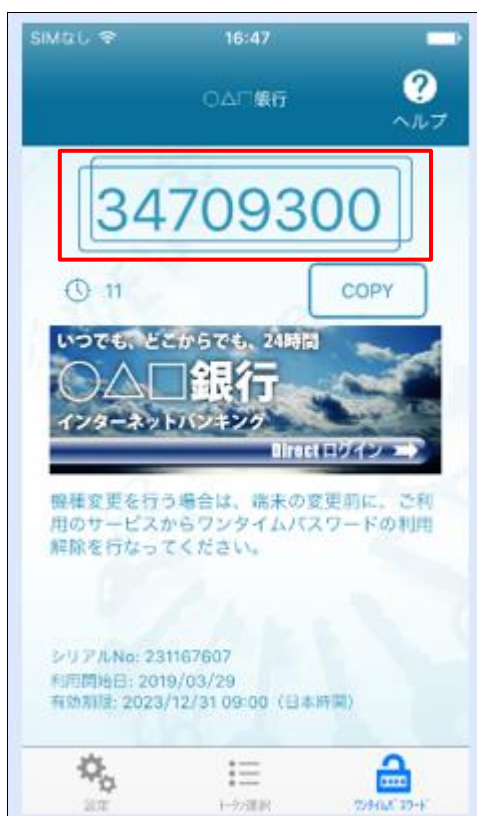 SIMなし 16:47
○△□銀行
?
ヘルプ
34709300
11 COPY
いつでも、どこからでも、24時間
○△□銀行
インターネットバンキング
Direct ログイン
機種変更を行う場合は、端末の変更前に、ご利
用のサービスからワンタイムパスワードの利用
解除を行なってください。
シリアルNo: 231167607
利用開始日: 2019/03/29
有効期限: 2023/12/31 09:00（日本時間）
設定 トークン選択 ワンタイムパスワード